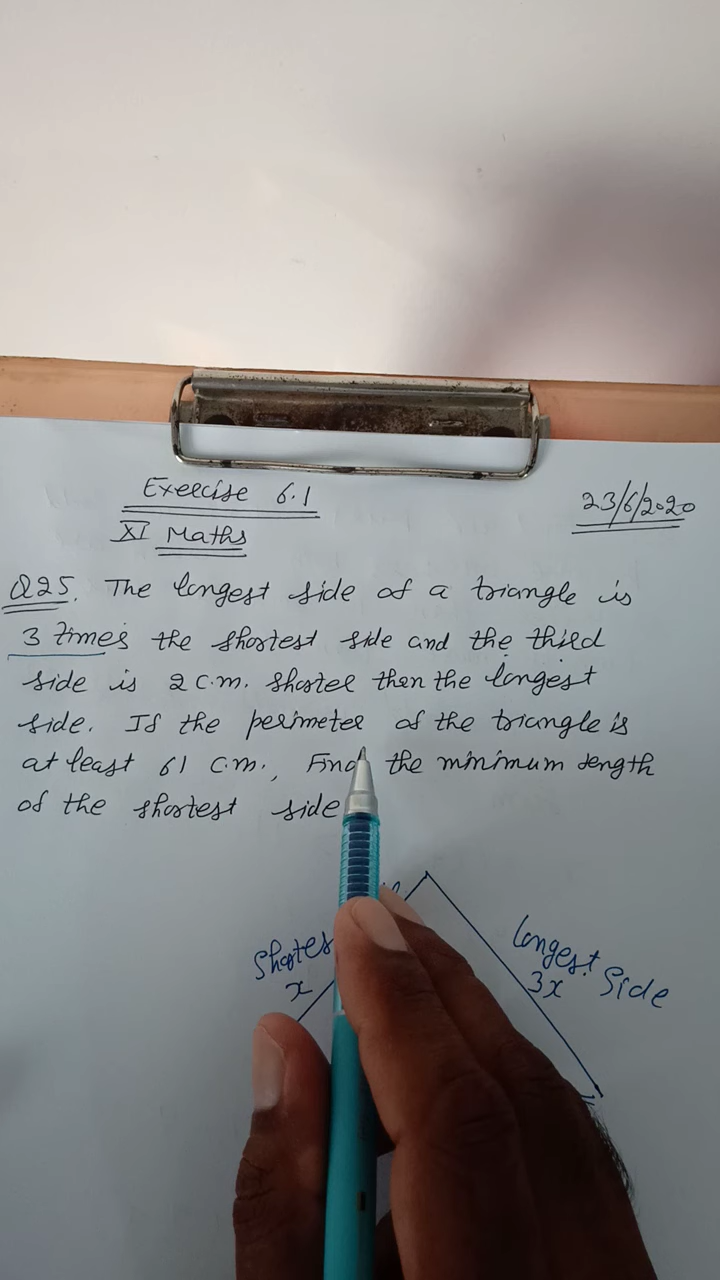 Exercise 6.1
23/6/2020
XI Maths
Q25. The longest side of a triangle is
3 times the shortest side and the third
side is 2 c.m. shorter then the longest
side. If the perimeter of the triangle is
at least 61 c.m., Find the minimum length
of the shortest side
Longest Side
3x
x